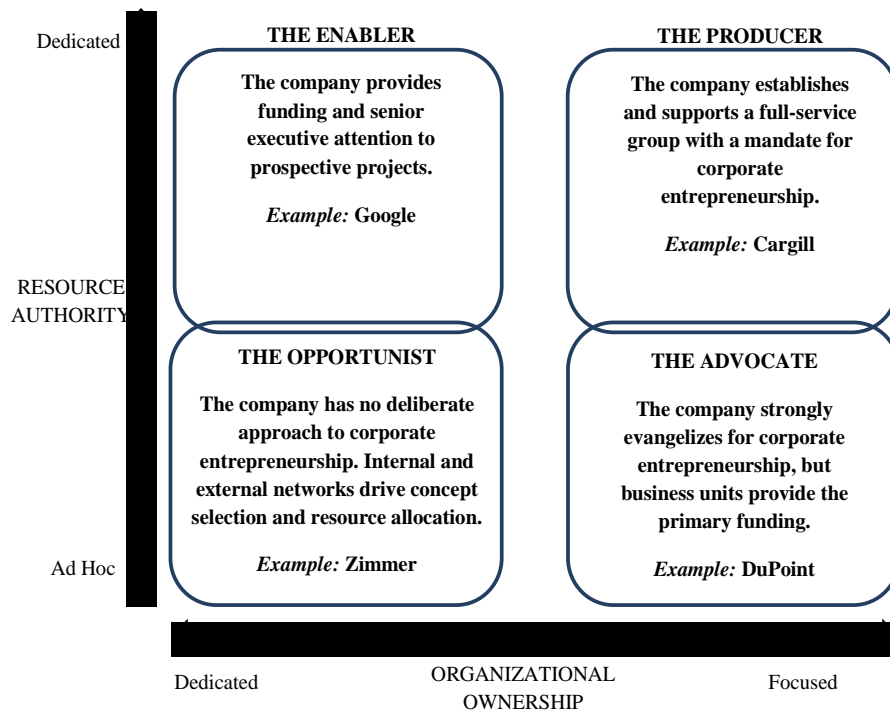 Dedicated
THE ENABLER
The company provides
funding and senior
executive attention to
prospective projects.
Example: Google
THE PRODUCER
The company establishes
and supports a full-service
group with a mandate for
corporate
entrepreneurship.
Example: Cargill
RESOURCE
AUTHORITY
THE OPPORTUNIST
The company has no deliberate
approach to corporate
entrepreneurship. Internal and
external networks drive concept
selection and resource allocation.
Example: Zimmer
THE ADVOCATE
The company strongly
evangelizes for corporate
entrepreneurship, but
business units provide the
primary funding.
Example: DuPoint
Ad Hoc
Dedicated
ORGANIZATIONAL
OWNERSHIP
Focused